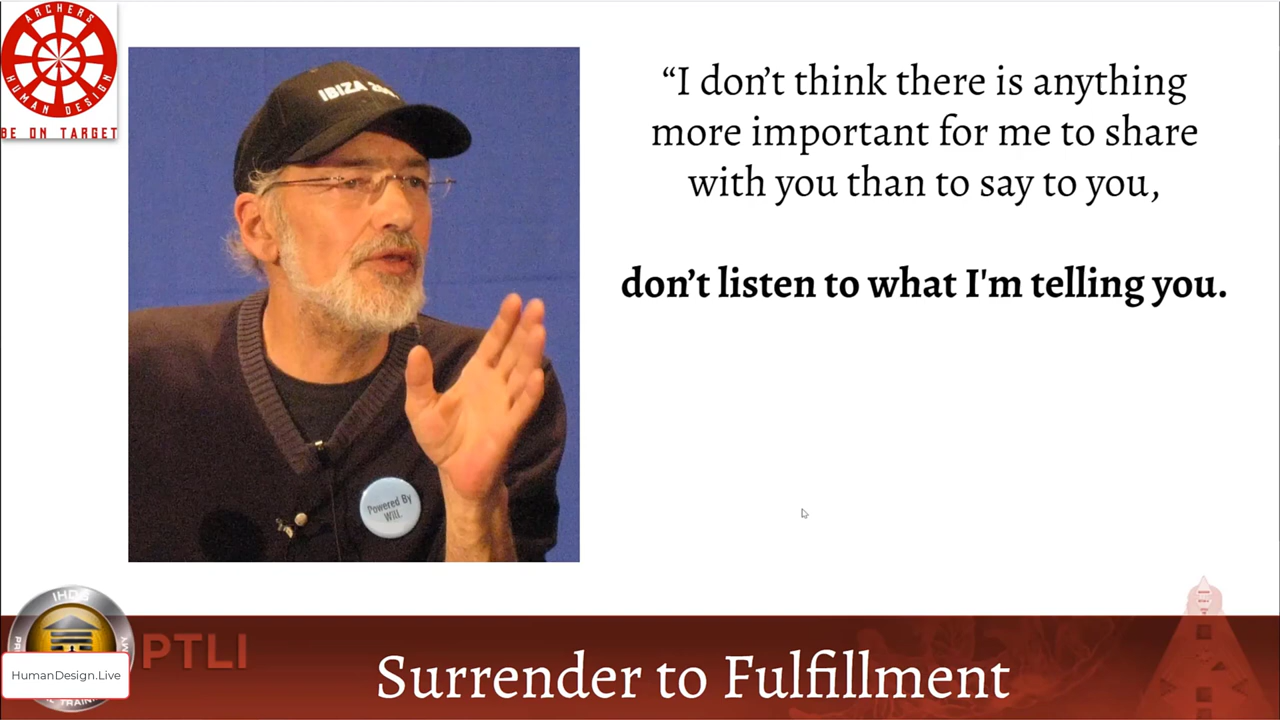 ARCHERS
HUMAN DESIGN
BE ON TARGET
“I don’t think there is anything
more important for me to share
with you than to say to you,
don’t listen to what I'm telling you.
IBIZA
Powered By
Will.
IHDS
PTLI
HumanDesign.Live
Surrender to Fulfillment